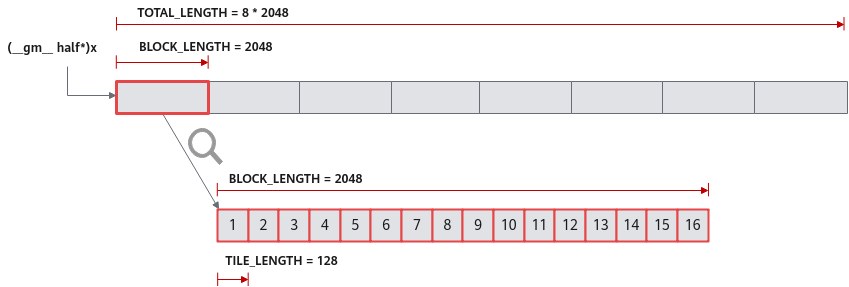 TOTAL_LENGTH = 8 * 2048
(__gm__ half*)x
BLOCK_LENGTH = 2048
BLOCK_LENGTH = 2048
1 2 3 4 5 6 7 8 9 10 11 12 13 14 15 16
TILE_LENGTH = 128